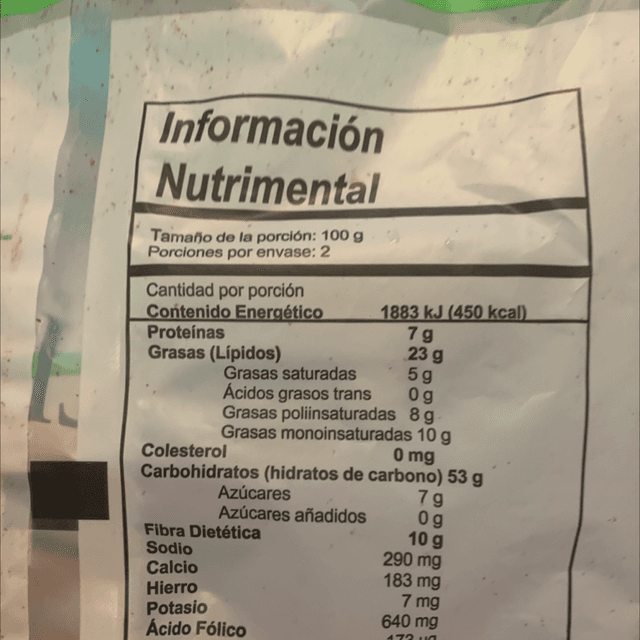 Información
Nutrimental
Tamaño de la porción: 100 g
Porciones por envase: 2
Cantidad por porción
Contenido Energético 1883 kJ (450 kcal)
Proteínas 7 g
Grasas (Lípidos) 23 g
Grasas saturadas 5 g
Ácidos grasos trans 0 g
Grasas poliinsaturadas 8 g
Grasas monoinsaturadas 10 g
Colesterol 0 mg
Carbohidratos (hidratos de carbono) 53 g
Azúcares 7 g
Azúcares añadidos 0 g
Fibra Dietética 10 g
Sodio 290 mg
Calcio 183 mg
Hierro 7 mg
Potasio 640 mg
Ácido Fólico